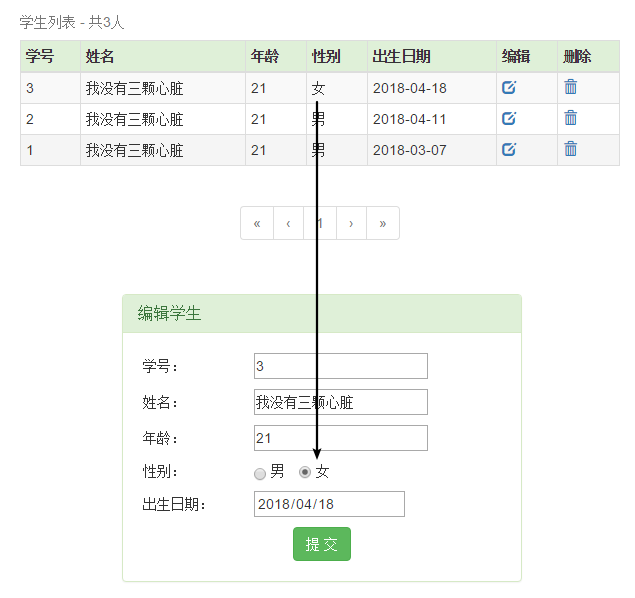 学生列表 - 共3人
学号 姓名 年龄 性别 出生日期 编辑 删除
3 我没有三颗心脏 21 女 2018-04-18
2 我没有三颗心脏 21 男 2018-04-11
1 我没有三颗心脏 21 男 2018-03-07
« ‹ 1 › »
编辑学生
学号： 3
姓名： 我没有三颗心脏
年龄： 21
性别： 男 女
出生日期： 2018/04/18
提 交